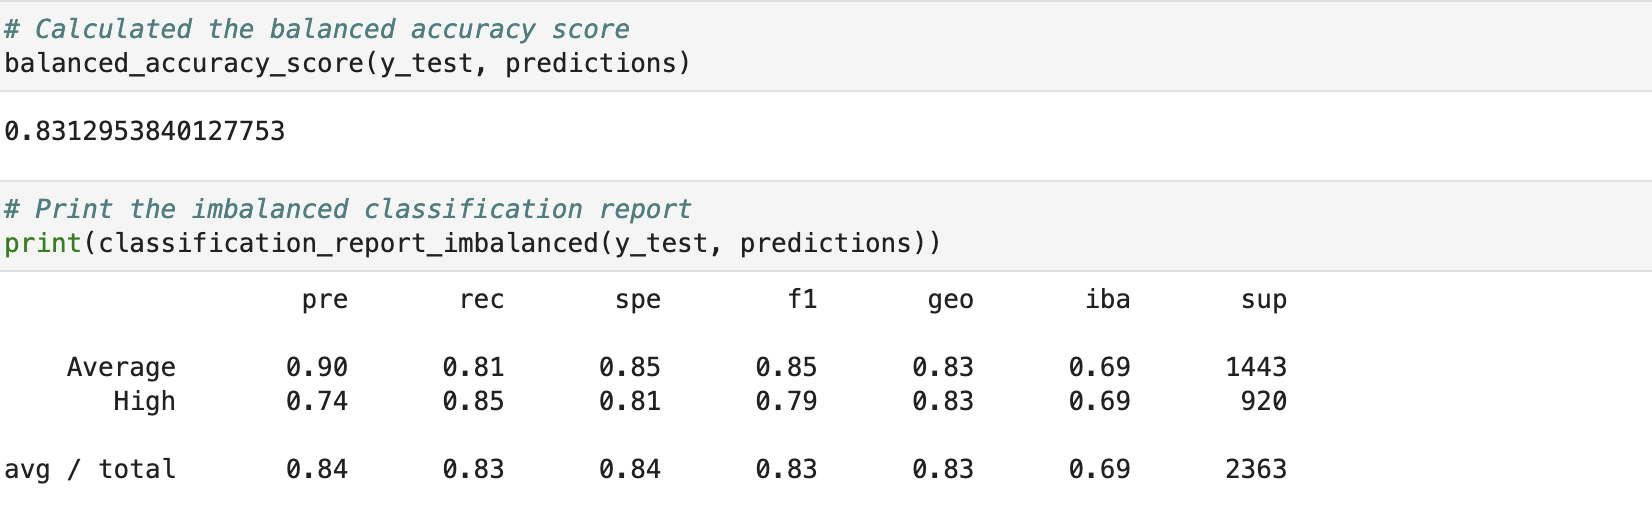 # Calculated the balanced accuracy score
balanced_accuracy_score(y_test, predictions)
0.8312953840127753
# Print the imbalanced classification report
print(classification_report_imbalanced(y_test, predictions))
pre rec spe f1 geo iba sup
Average 0.90 0.81 0.85 0.85 0.83 0.69 1443
High 0.74 0.85 0.81 0.79 0.83 0.69 920
avg / total 0.84 0.83 0.84 0.83 0.83 0.69 2363